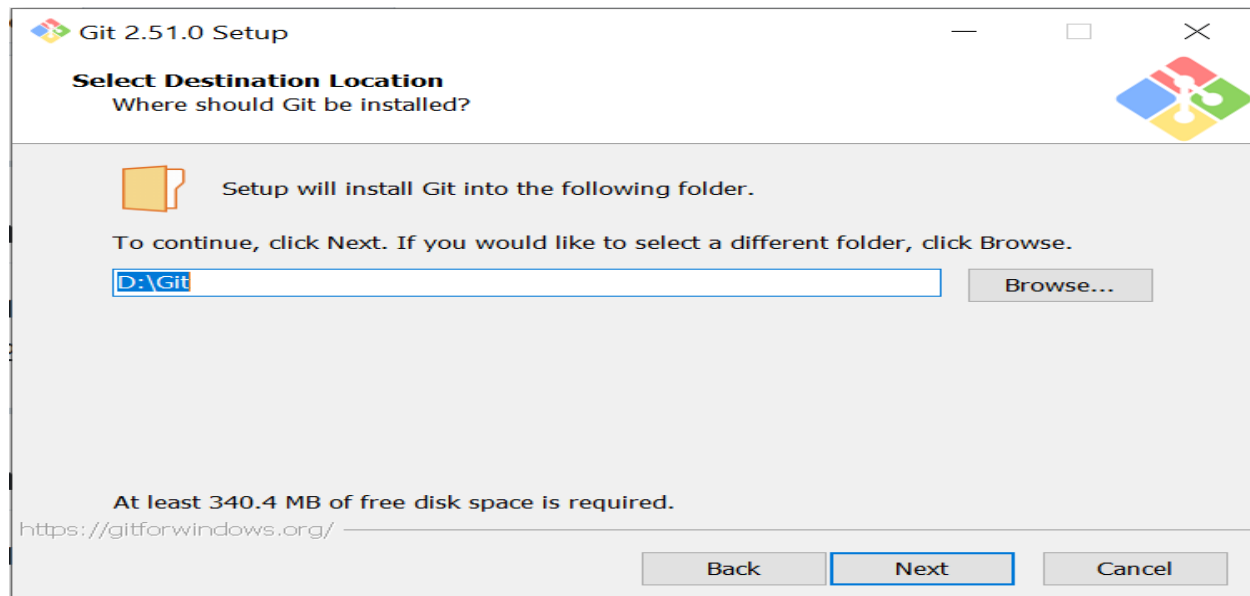 Git 2.51.0 Setup
Select Destination Location
Where should Git be installed?
Setup will install Git into the following folder.
To continue, click Next. If you would like to select a different folder, click Browse.
D:\Git
Browse...
At least 340.4 MB of free disk space is required.
https://gitforwindows.org/
Back
Next
Cancel